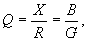 Q = X/R = B/G,